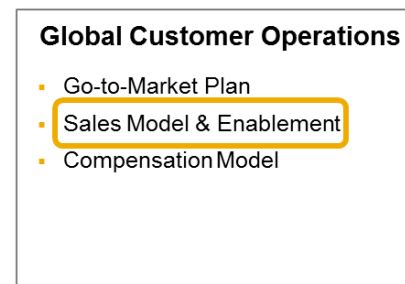 Global Customer Operations
Go-to-Market Plan
Sales Model & Enablement
Compensation Model